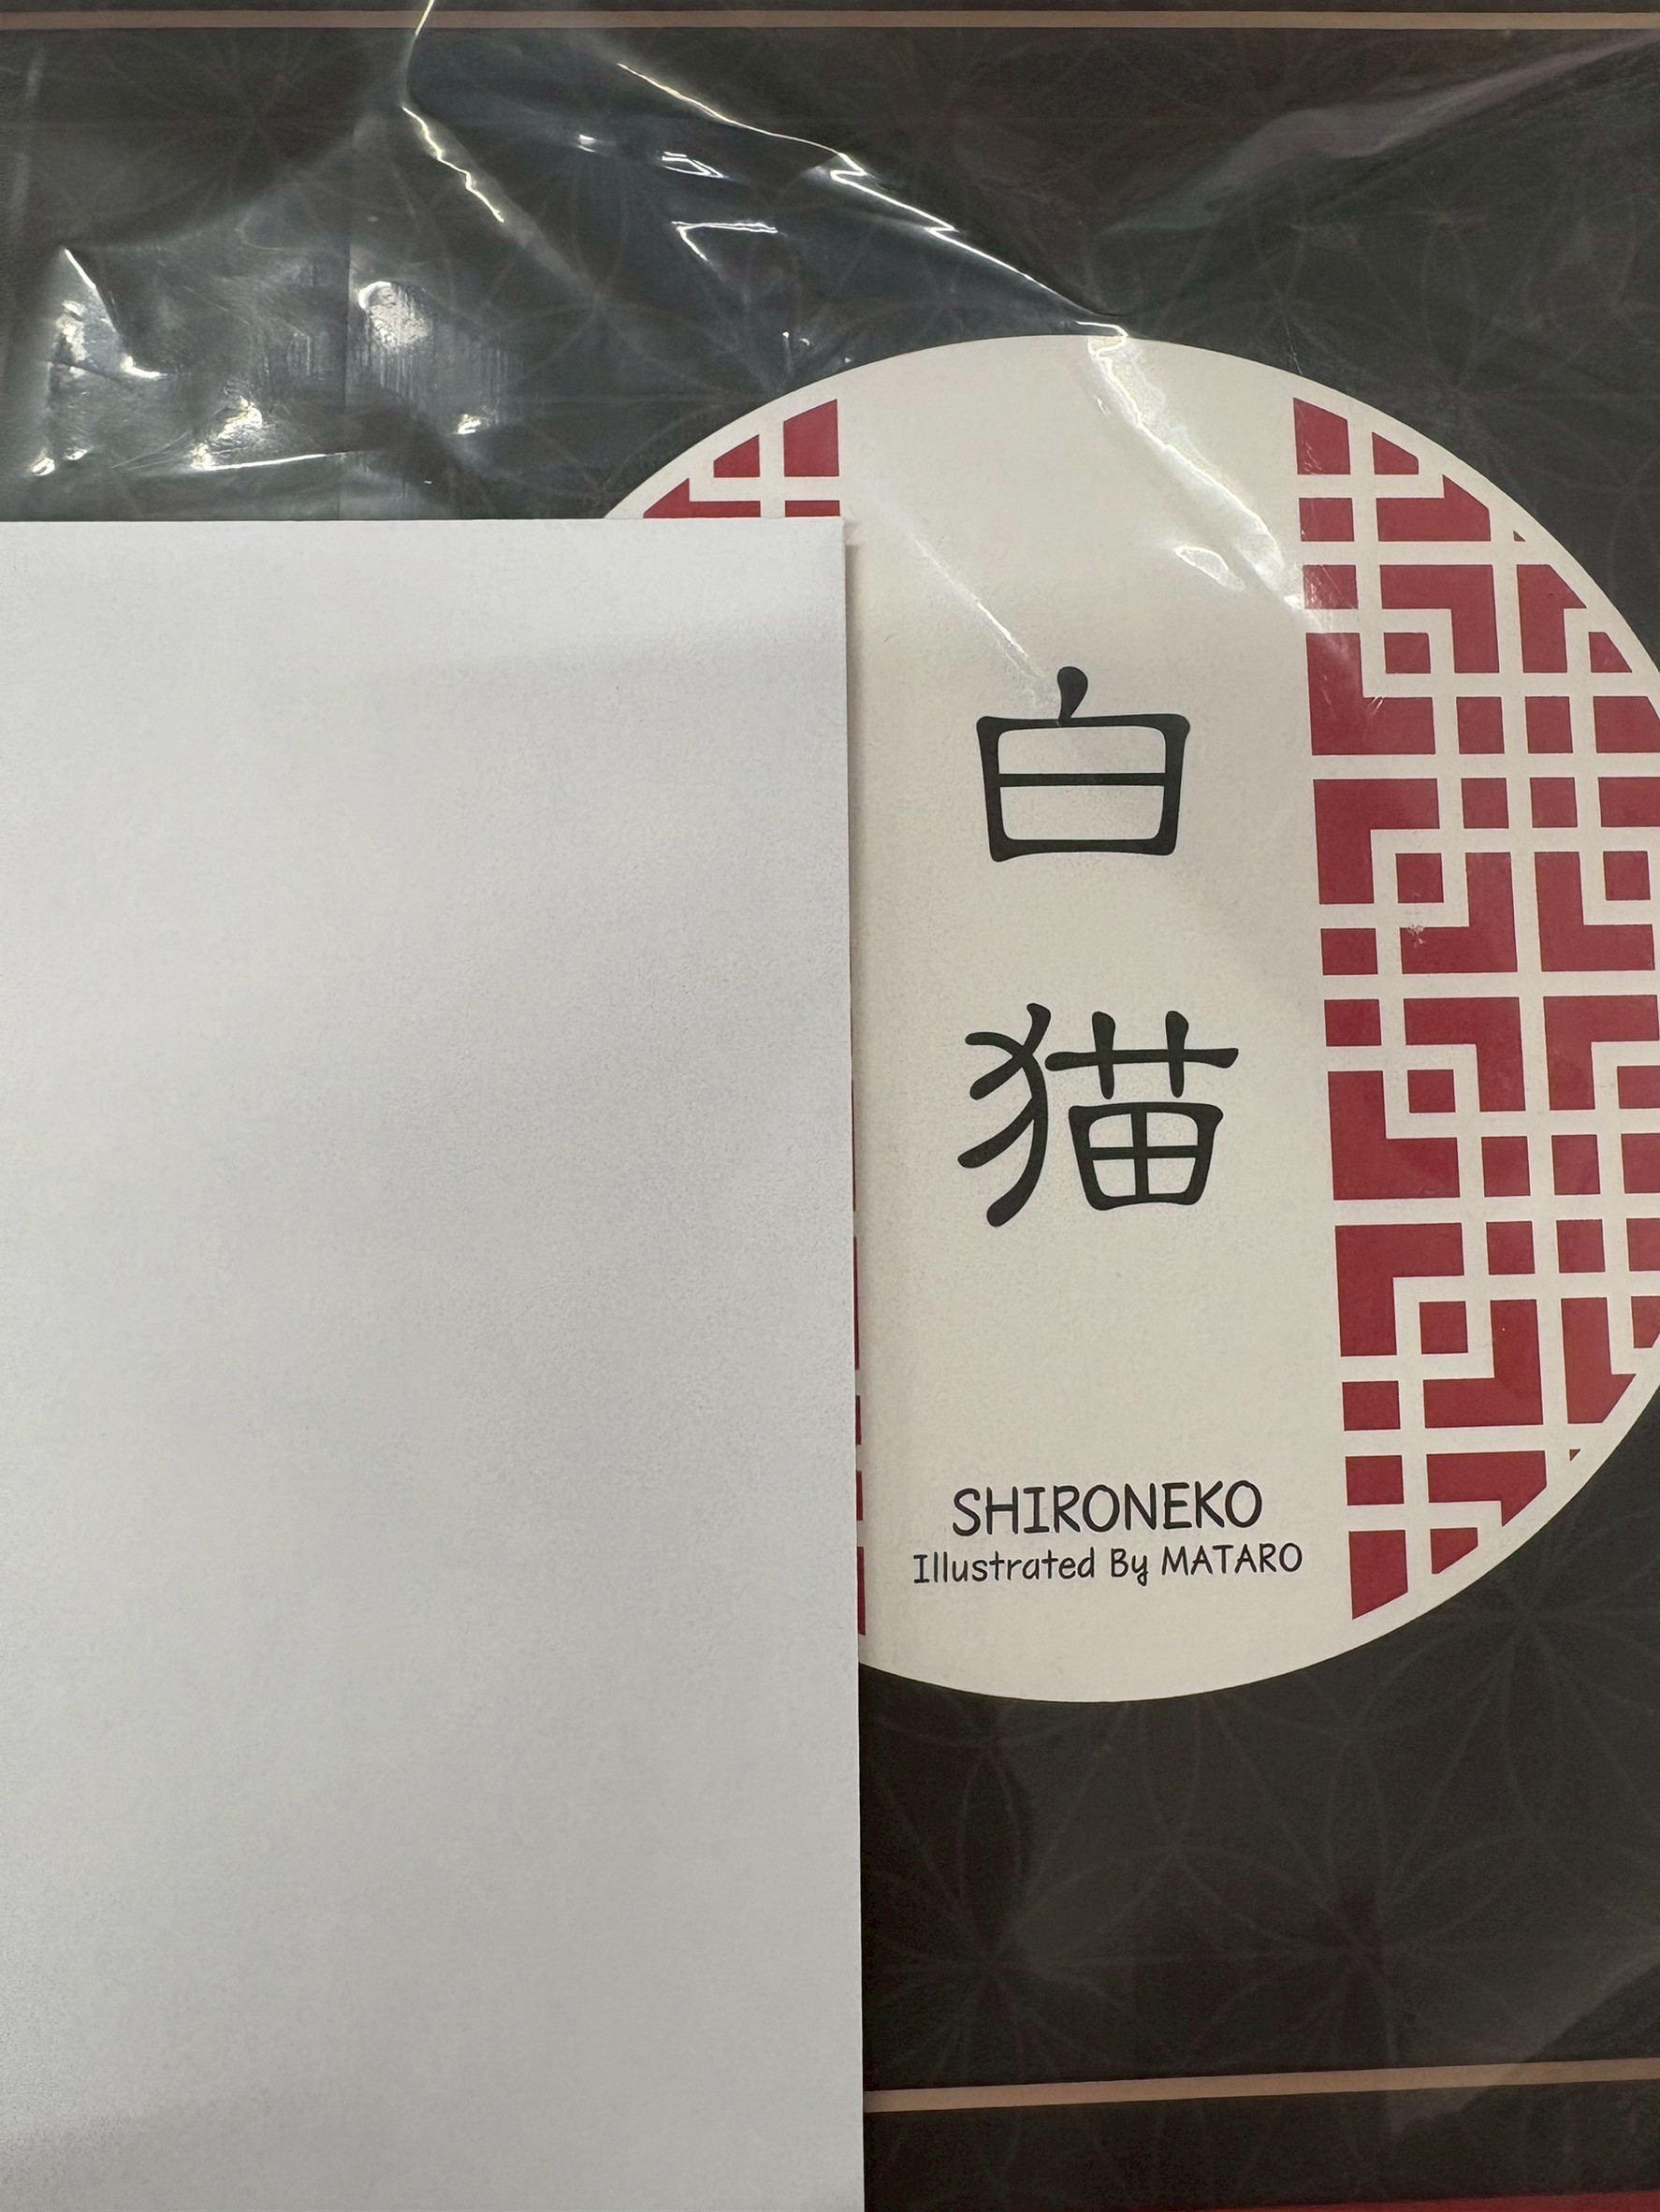 白猫
SHIRONEKO
Illustrated By MATARO